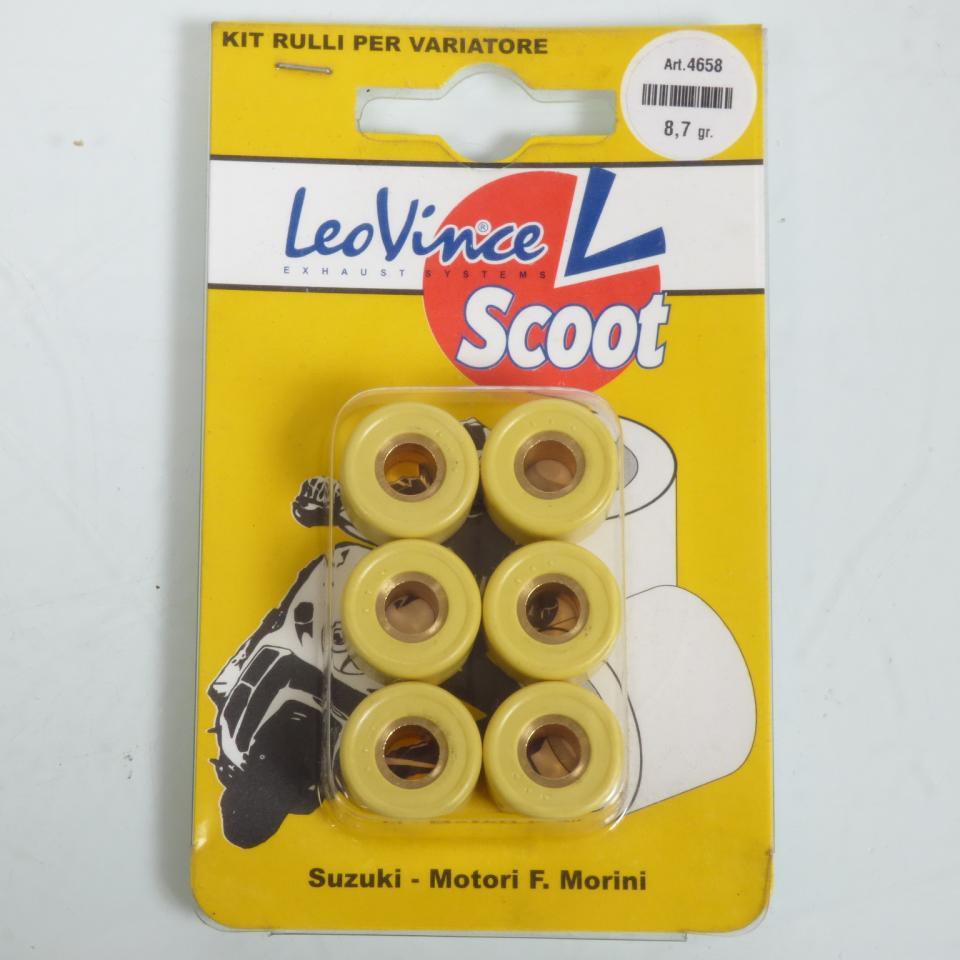 KIT RULLI PER VARIATORE
Art.4658
8,7 gr.
LeoVince®
EXHAUST SYSTEMS
L
Scoot
Suzuki - Motori F. Morini